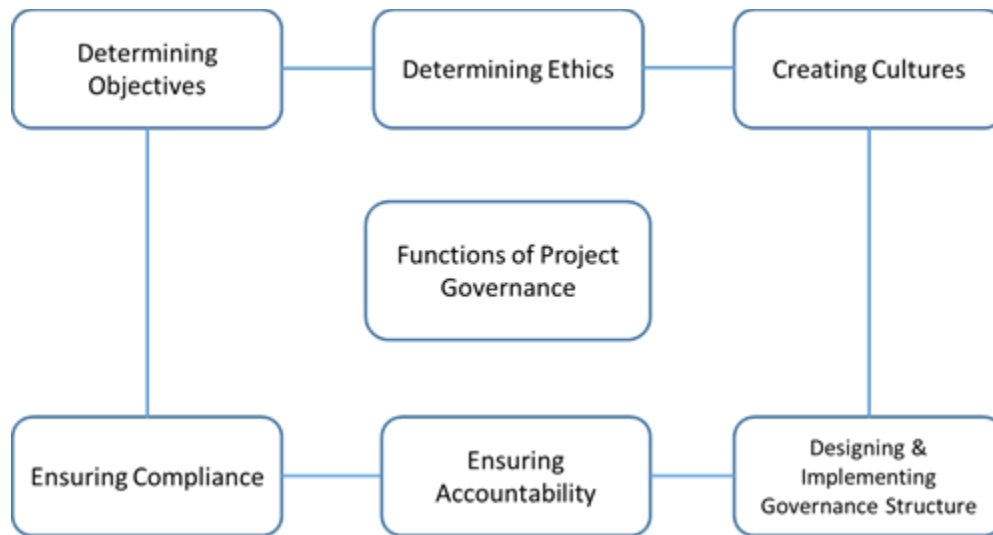 Determining
Objectives
Determining Ethics
Creating Cultures
Functions of Project
Governance
Ensuring Compliance
Ensuring
Accountability
Designing &
Implementing
Governance Structure